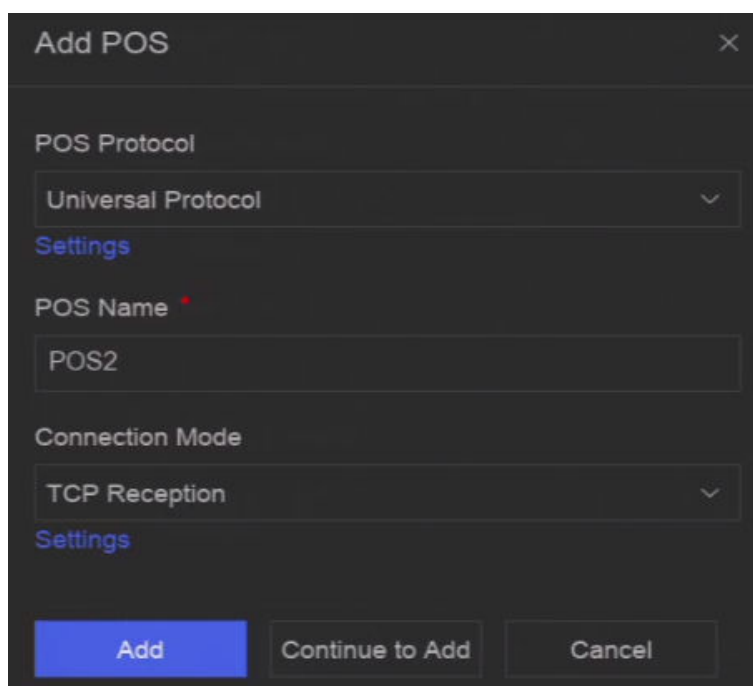 Add POS
POS Protocol
Universal Protocol
Settings
POS Name *
POS2
Connection Mode
TCP Reception
Settings
Add Continue to Add Cancel